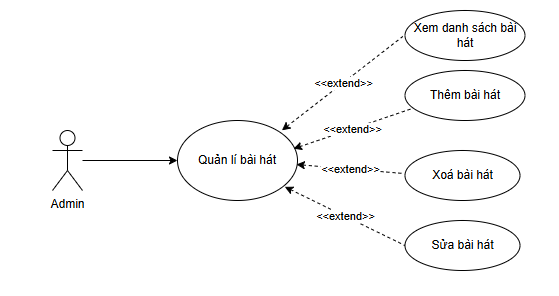 Xem danh sách bài
hát
<<extend>>
Thêm bài hát
<<extend>>
Quản lí bài hát
<<extend>>
Xoá bài hát
Admin
<<extend>>
Sửa bài hát